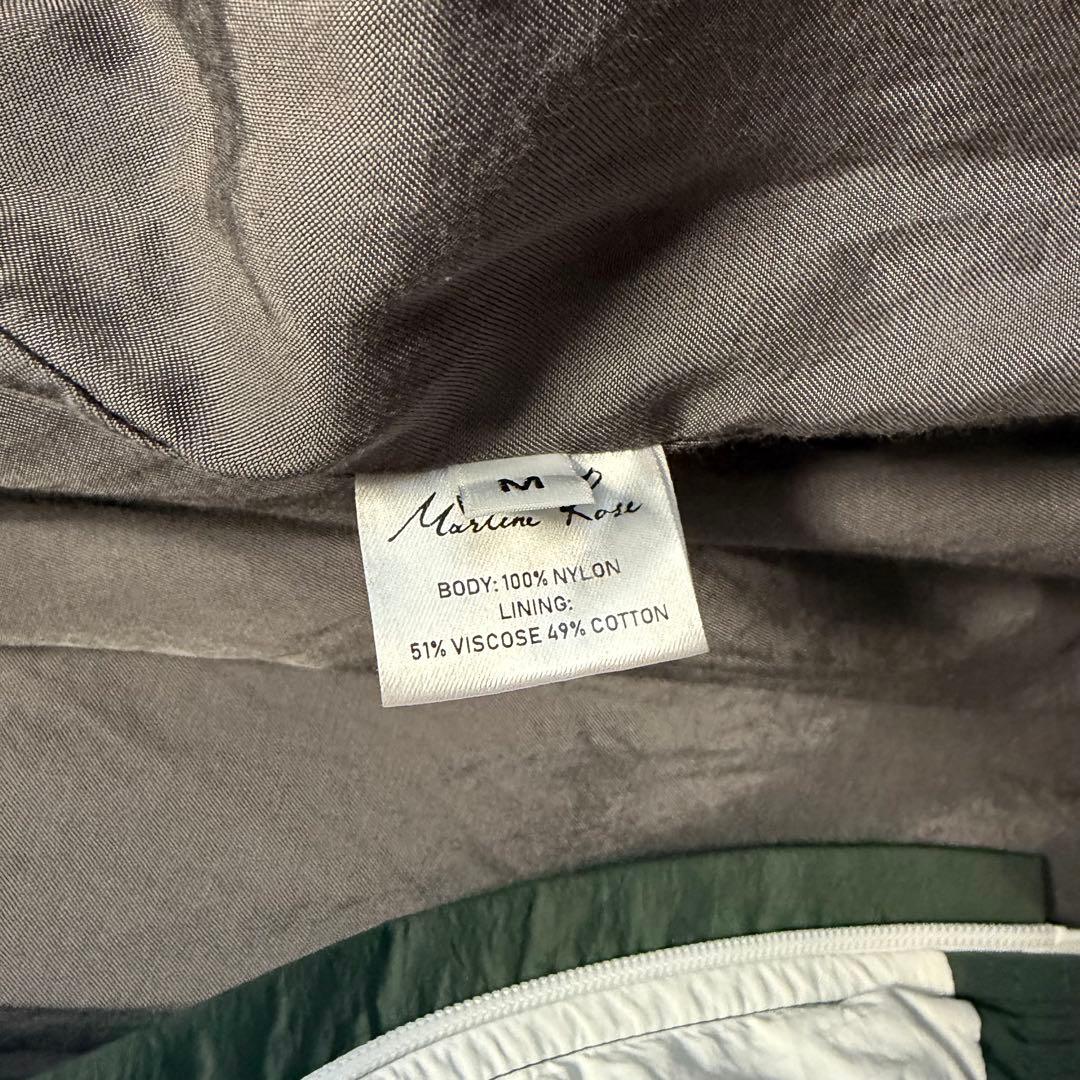 M
Martine Rose
BODY: 100% NYLON
LINING:
51% VISCOSE 49% COTTON